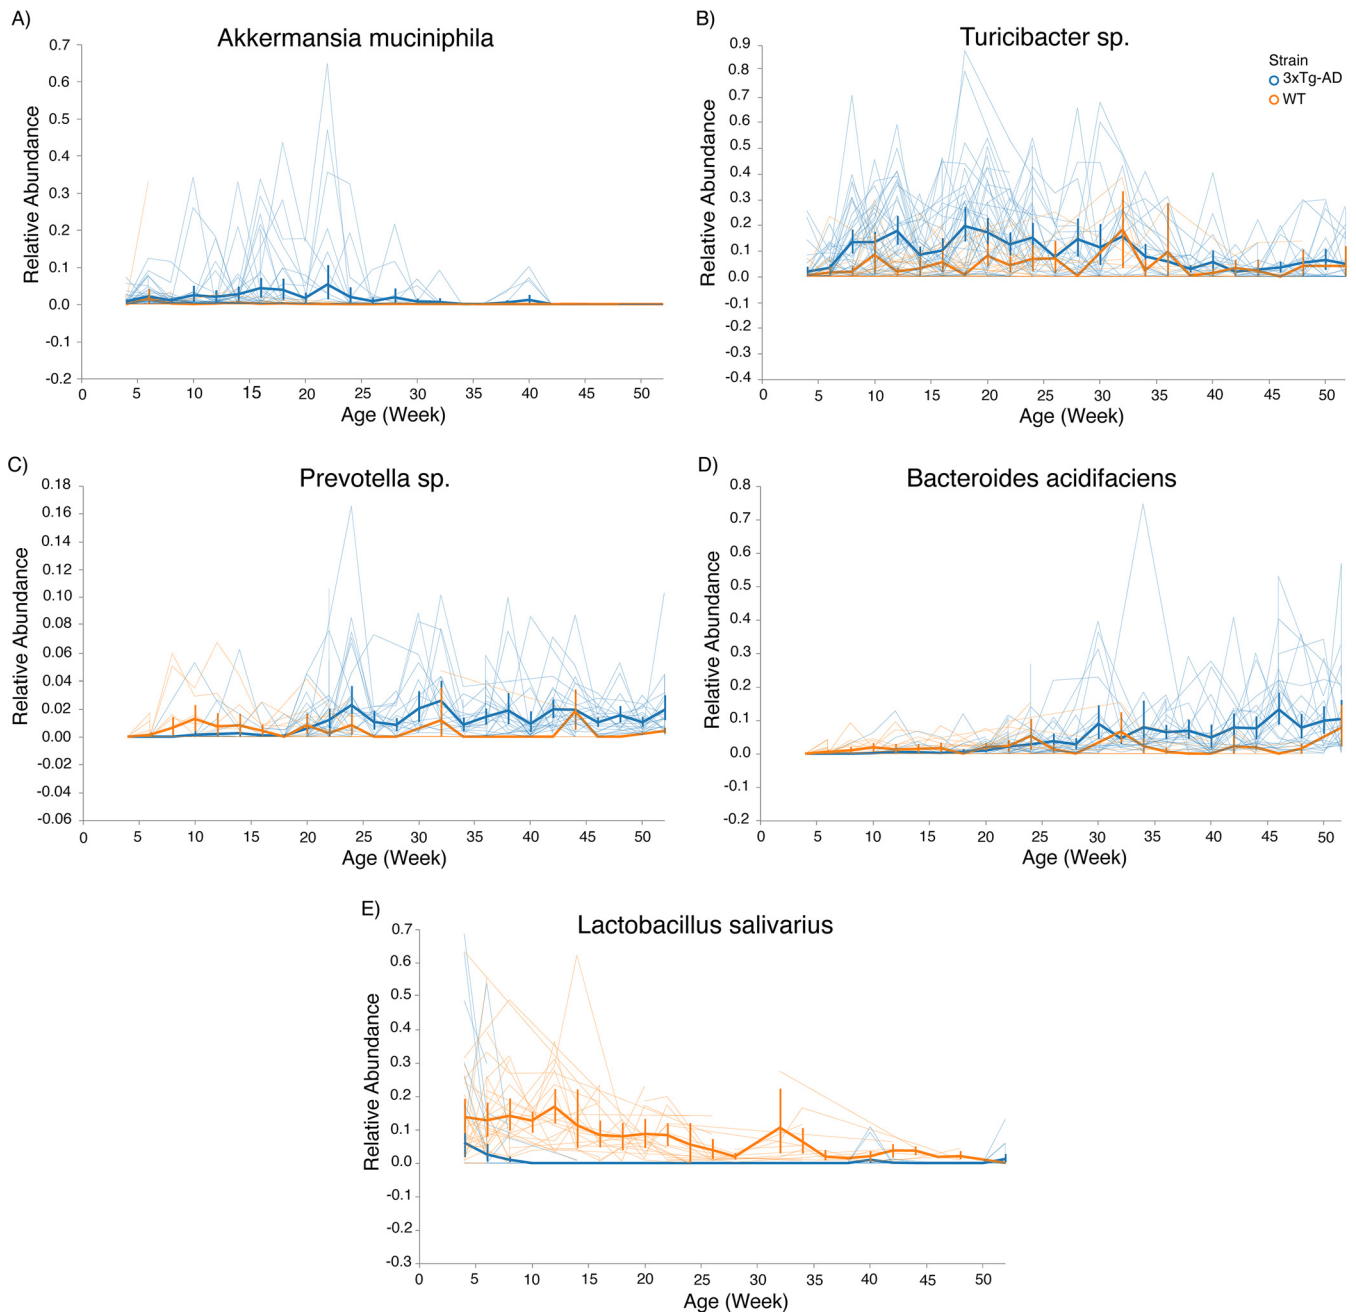 A)
Akkermansia muciniphila
0.7
0.6
0.5
0.4
0.3
0.2
0.1
0.0
-0.1
-0.2
Relative Abundance
0 5 10 15 20 25 30 35 40 45 50
Age (Week)
B)
Turicibacter sp.
Strain
3xTg-AD
WT
0.9
0.8
0.7
0.6
0.5
0.4
0.3
0.2
0.1
0.0
-0.1
-0.2
-0.3
-0.4
Relative Abundance
0 5 10 15 20 25 30 35 40 45 50
Age (Week)
C)
Prevotella sp.
0.18
0.16
0.14
0.12
0.10
0.08
0.06
0.04
0.02
0.00
-0.02
-0.04
-0.06
Relative Abundance
0 5 10 15 20 25 30 35 40 45 50
Age (Week)
D)
Bacteroides acidifaciens
0.8
0.7
0.6
0.5
0.4
0.3
0.2
0.1
0.0
-0.1
-0.2
Relative Abundance
0 5 10 15 20 25 30 35 40 45 50
Age (Week)
E)
Lactobacillus salivarius
0.7
0.6
0.5
0.4
0.3
0.2
0.1
0.0
-0.1
-0.2
-0.3
Relative Abundance
0 5 10 15 20 25 30 35 40 45 50
Age (Week)